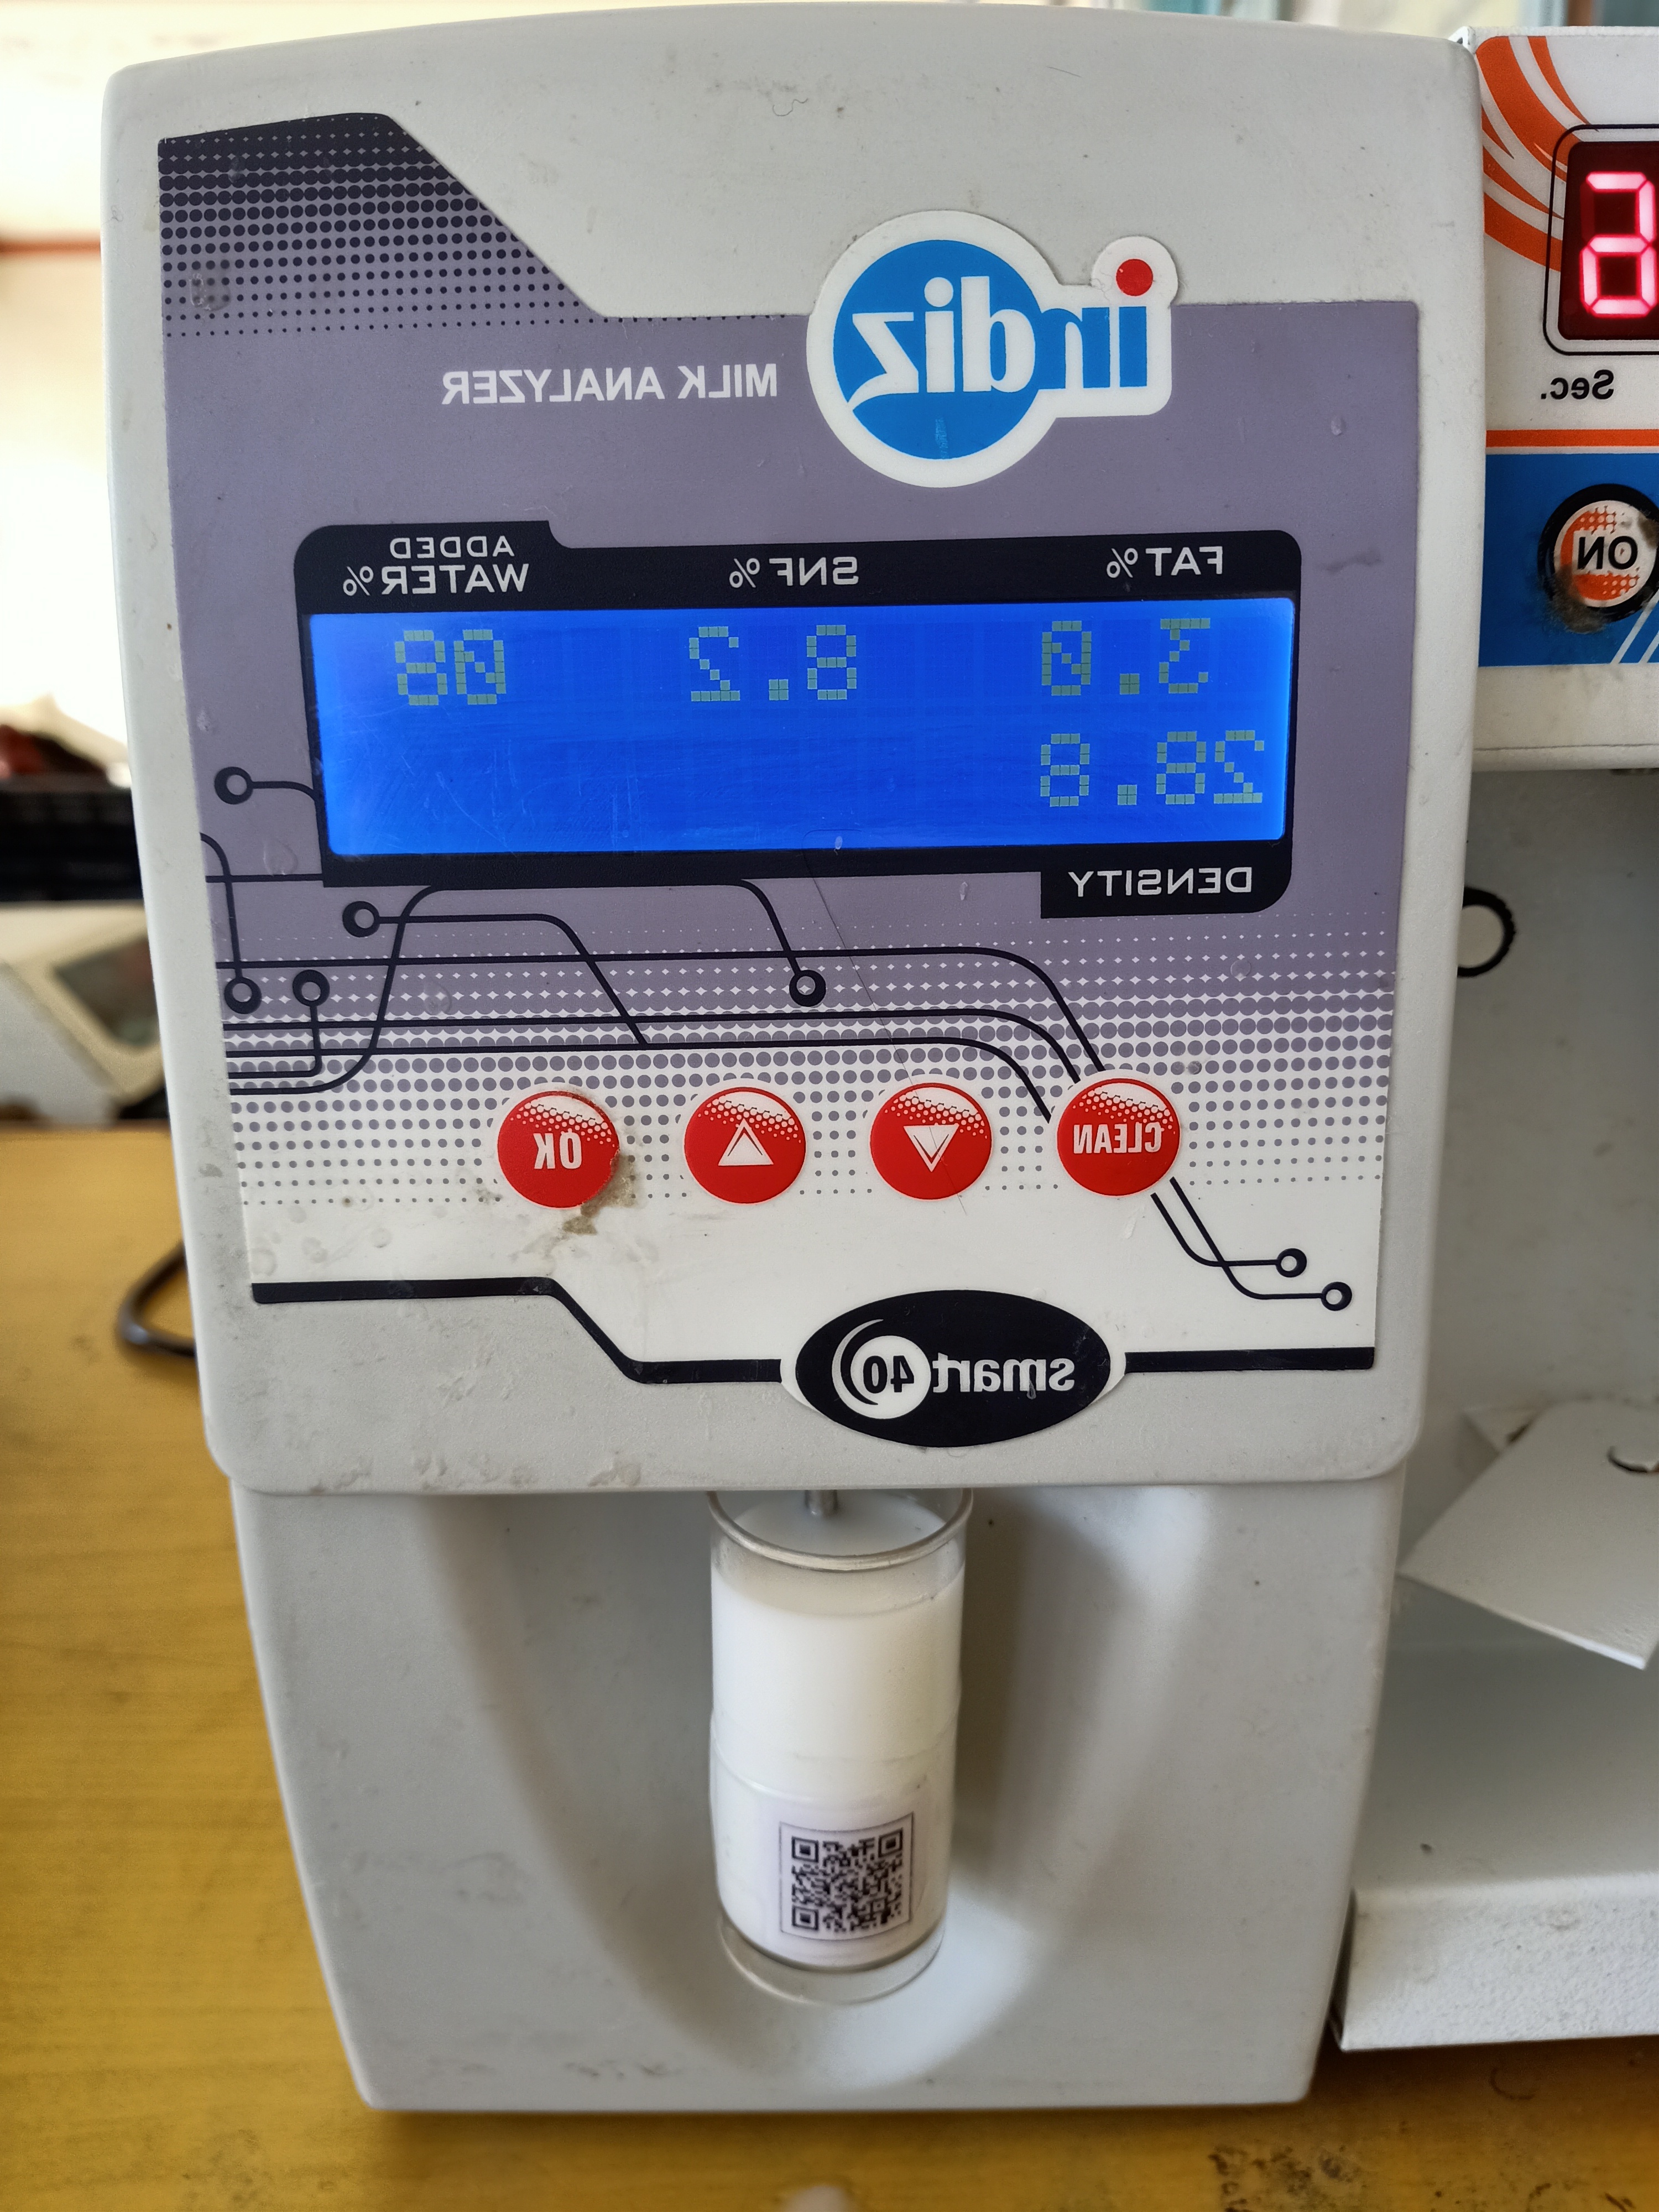 indiz
MILK ANALYZER
Sec.
ON
FAT% SNF% ADDED WATER%
3.0 8.2 08
28.8
DENSITY
CLEAN OK
smart 40